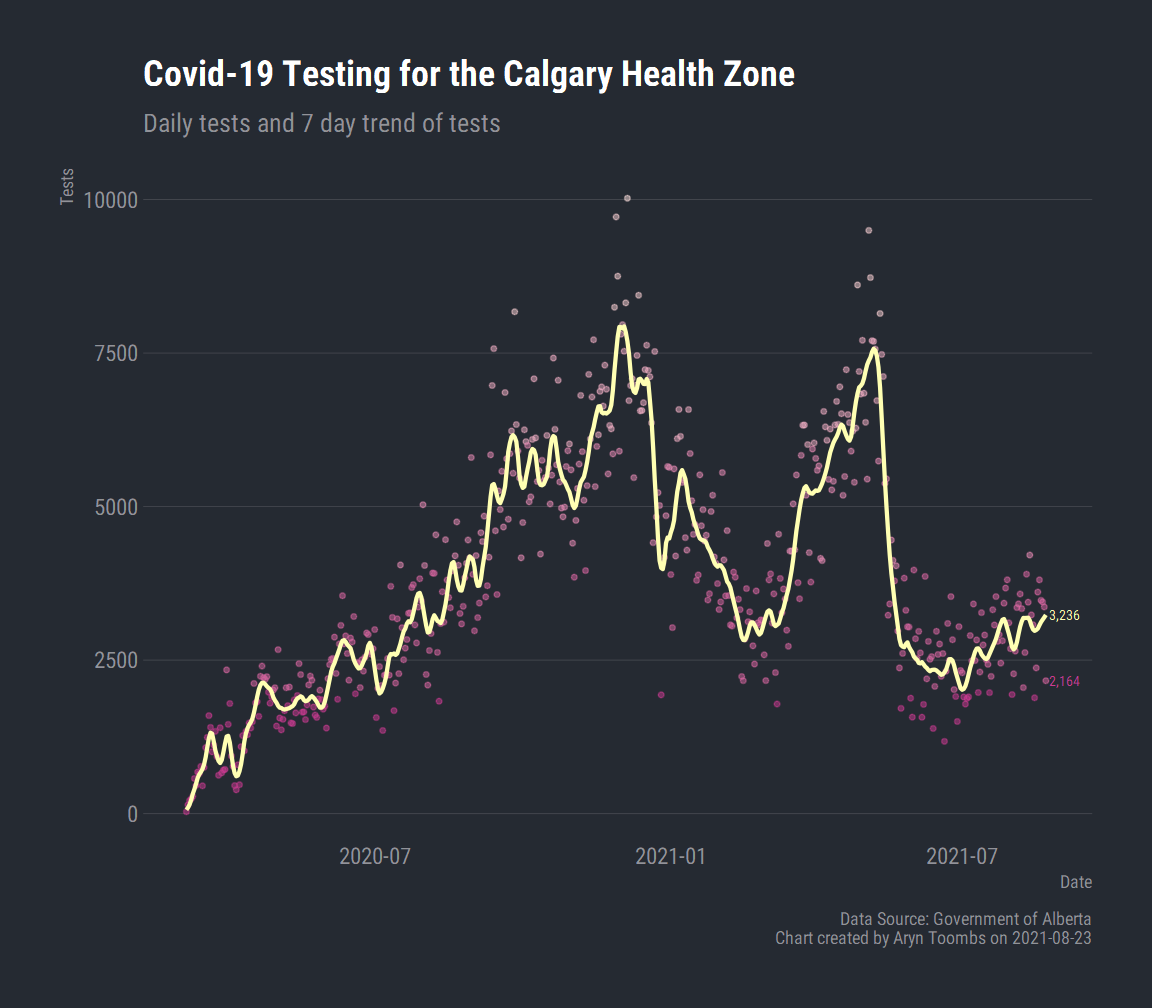 Covid-19 Testing for the Calgary Health Zone
Daily tests and 7 day trend of tests
Tests
10000
7500
5000
2500
0
3,236
2,164
2020-07 2021-01 2021-07
Date
Data Source: Government of Alberta
Chart created by Aryn Toombs on 2021-08-23